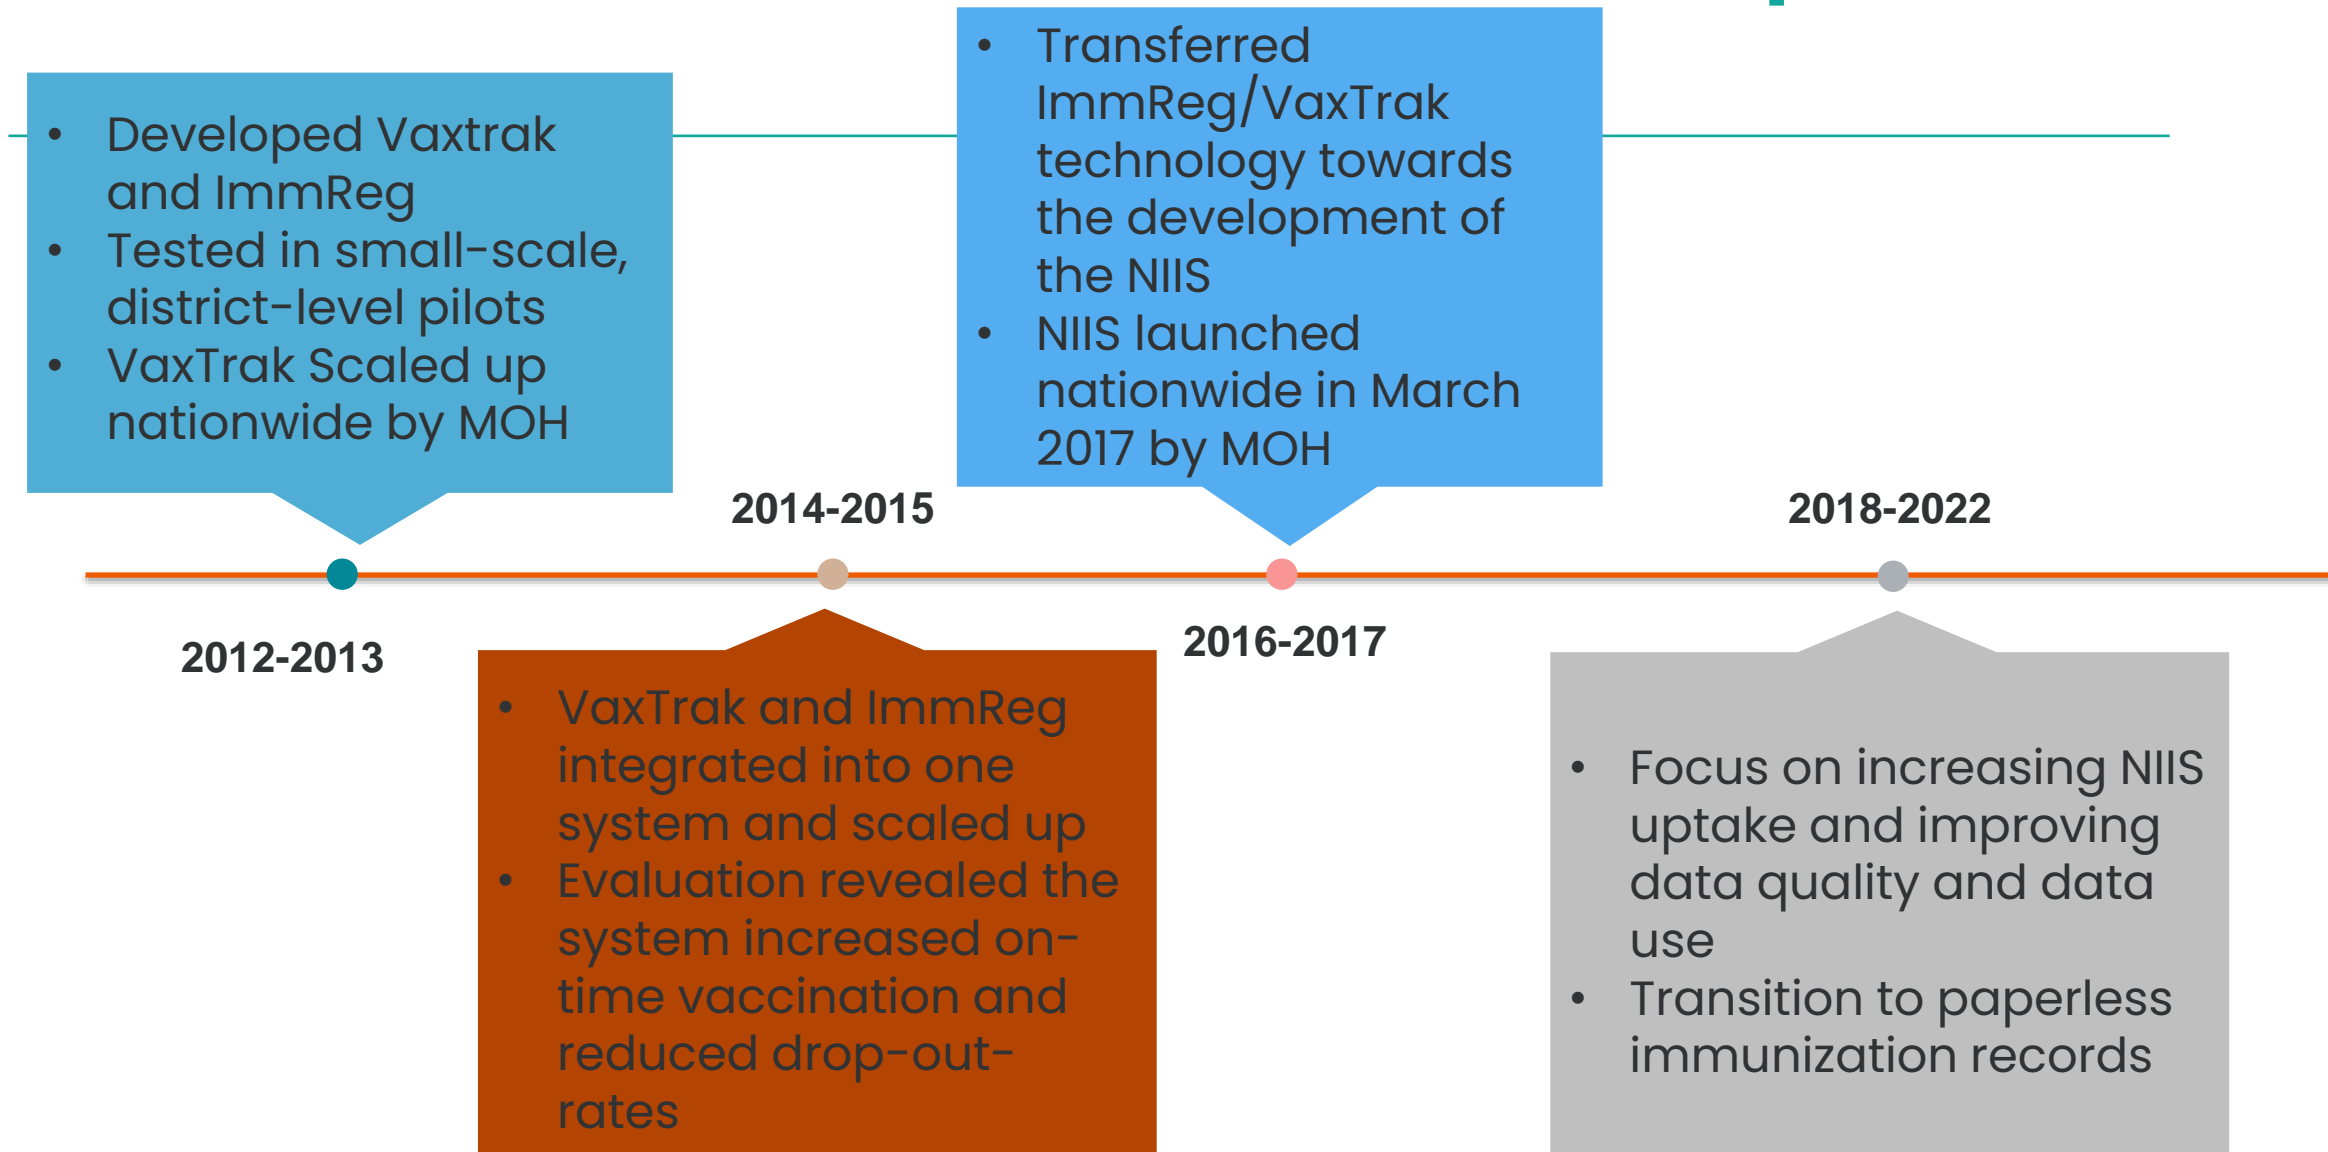 • Developed Vaxtrak
and ImmReg
• Tested in small-scale,
district-level pilots
• VaxTrak Scaled up
nationwide by MOH
2012-2013
2014-2015
• VaxTrak and ImmReg
integrated into one
system and scaled up
• Evaluation revealed the
system increased on-
time vaccination and
reduced drop-out-
rates
• Transferred
ImmReg/VaxTrak
technology towards
the development of
the NIIS
• NIIS launched
nationwide in March
2017 by MOH
2016-2017
2018-2022
• Focus on increasing NIIS
uptake and improving
data quality and data
use
• Transition to paperless
immunization records